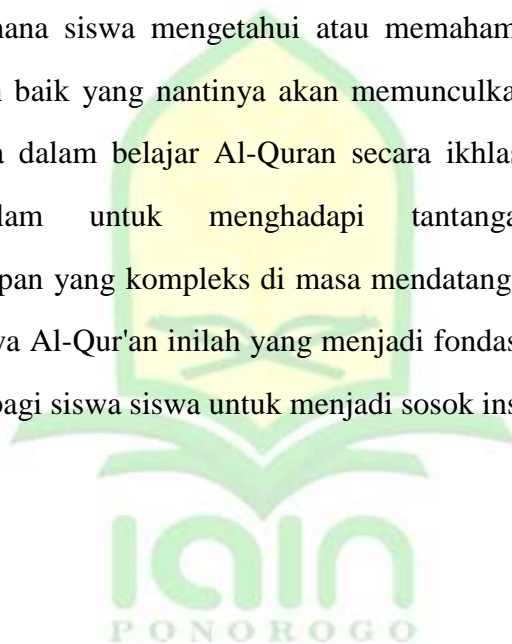 mana siswa mengetahui atau memaham
baik yang nantinya akan memunculka
dalam belajar Al-Quran secara ikhlas
lam untuk menghadapi tantanga
pan yang kompleks di masa mendatang
ya Al-Qur'an inilah yang menjadi fondas
bagi siswa siswa untuk menjadi sosok ins
iain
PONOROGO